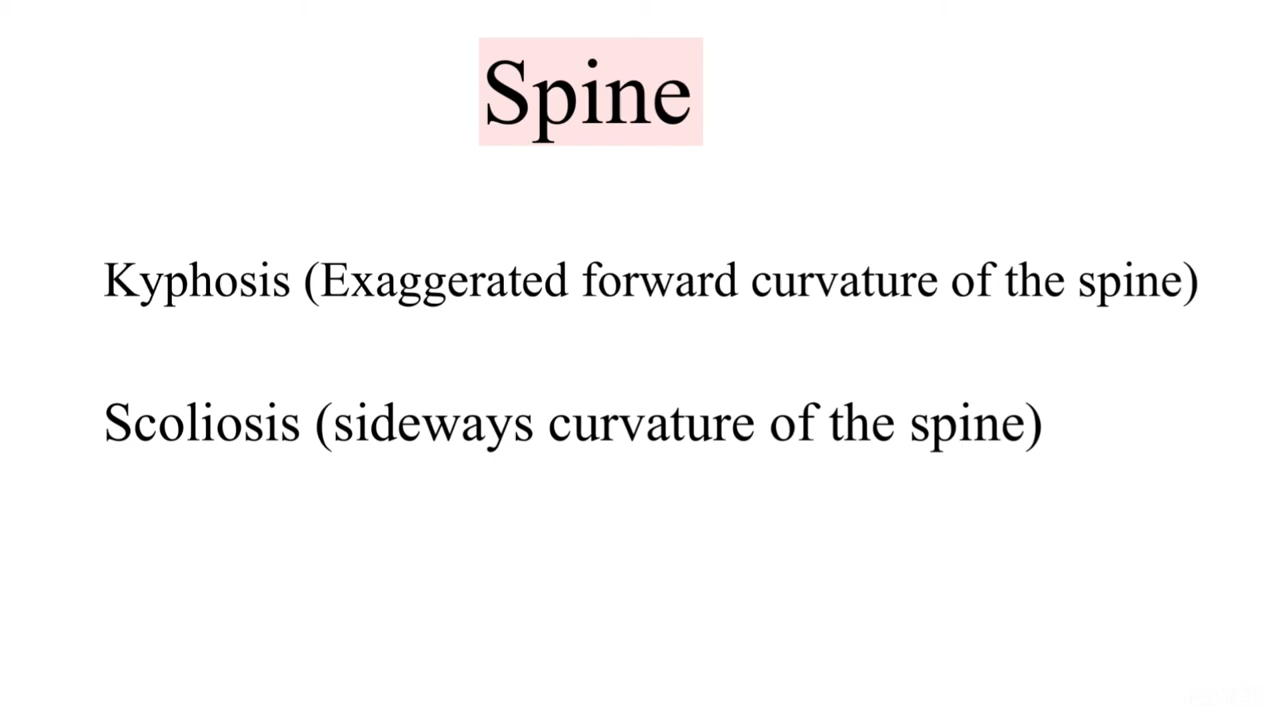 Spine
Kyphosis (Exaggerated forward curvature of the spine)
Scoliosis (sideways curvature of the spine)